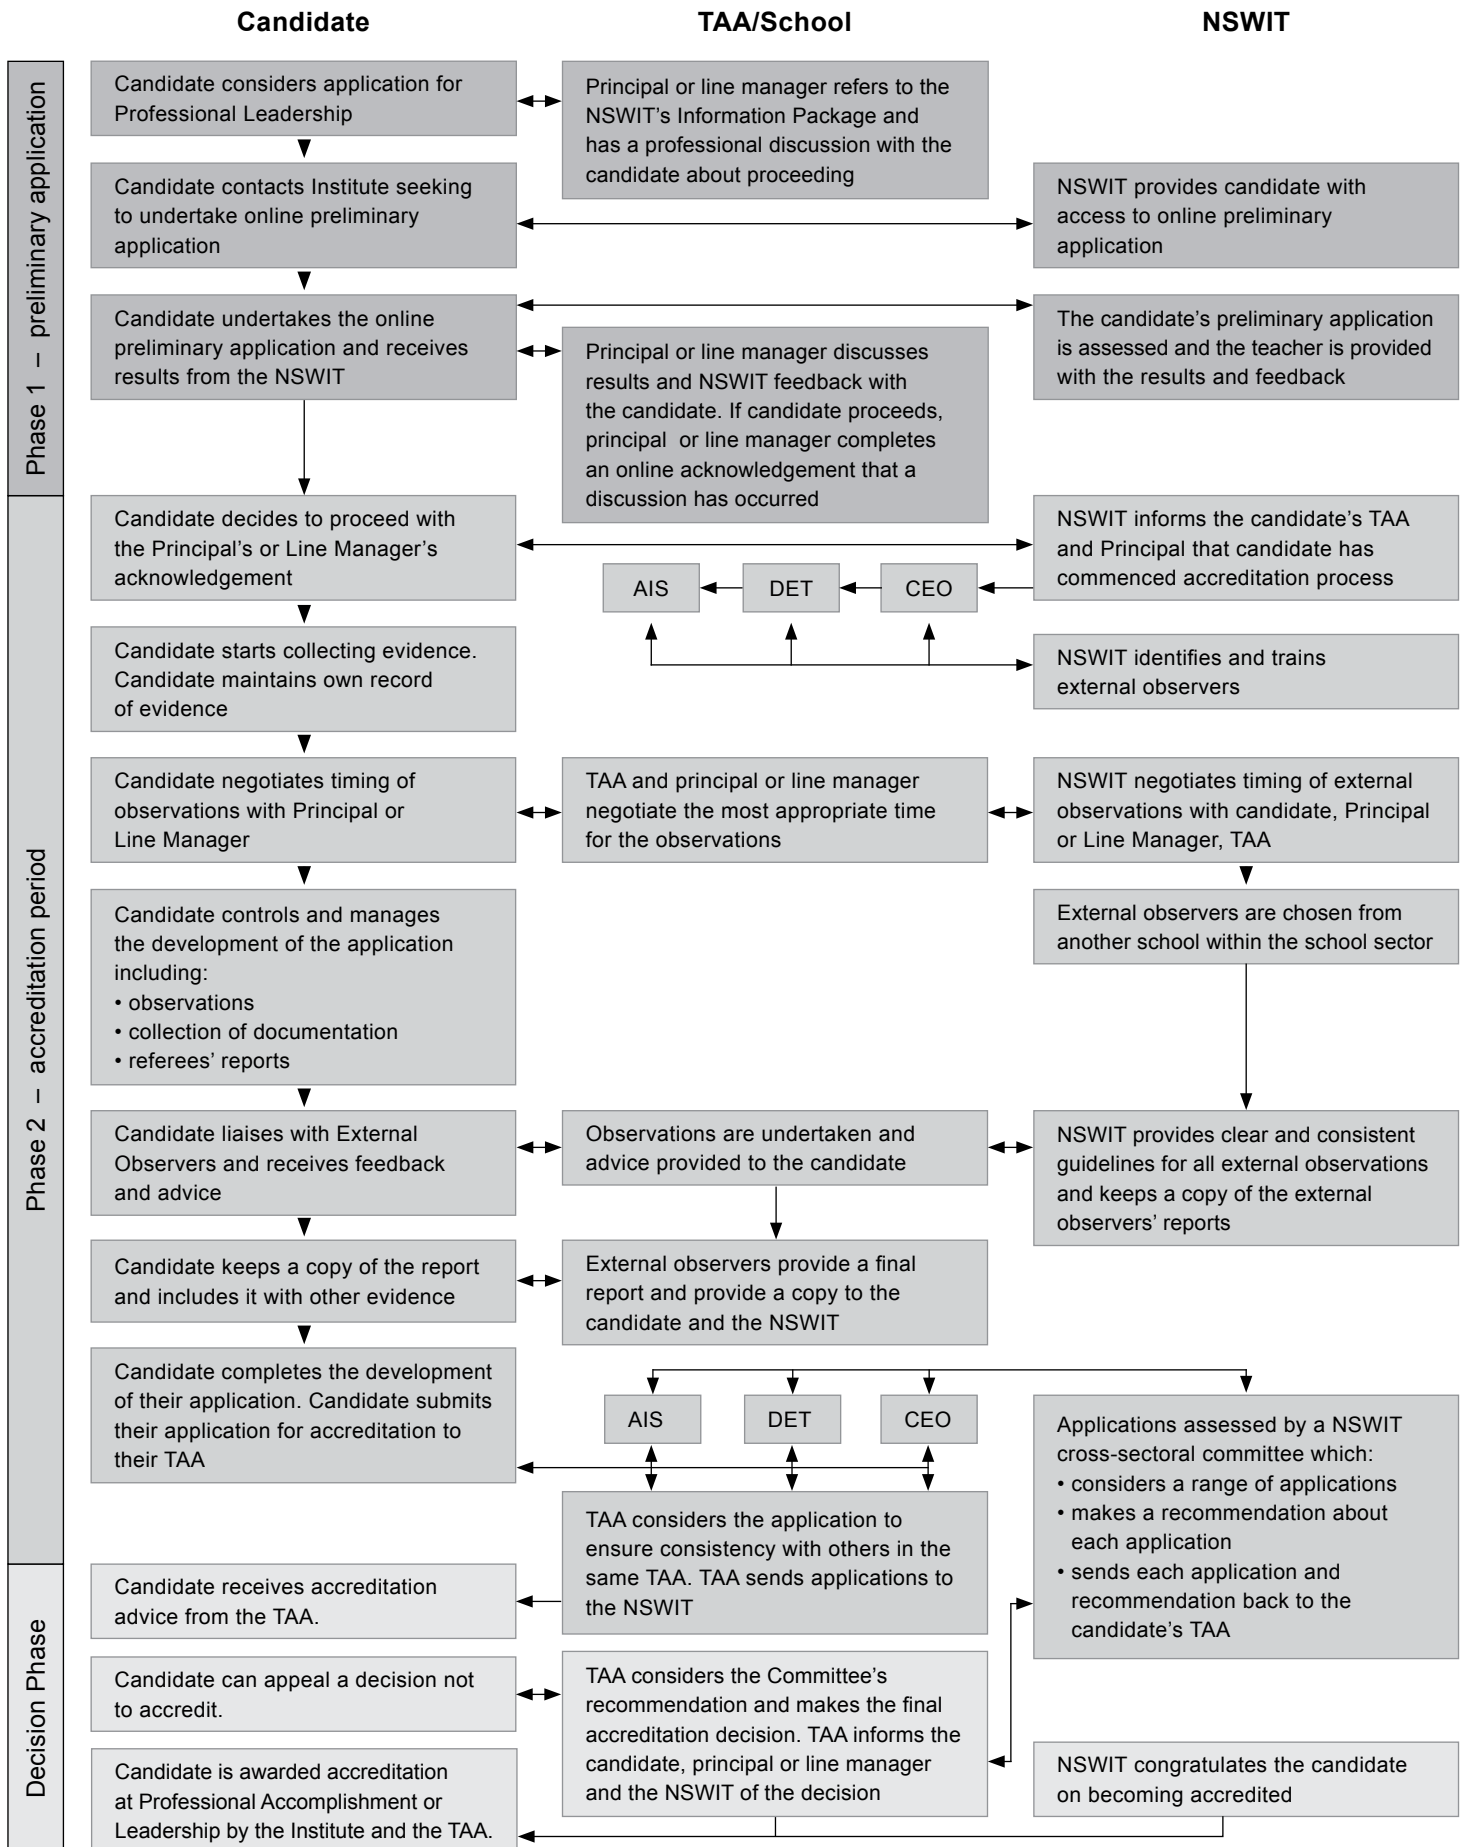 Candidate
TAA/School
NSWIT
Phase 1 – preliminary application
Candidate considers application for
Professional Leadership
Principal or line manager refers to the
NSWIT's Information Package and
has a professional discussion with the
candidate about proceeding
Candidate contacts Institute seeking
to undertake online preliminary
application
NSWIT provides candidate with
access to online preliminary
application
Candidate undertakes the online
preliminary application and receives
results from the NSWIT
Principal or line manager discusses
results and NSWIT feedback with
the candidate. If candidate proceeds,
principal or line manager completes
an online acknowledgement that a
discussion has occurred
The candidate's preliminary application
is assessed and the teacher is provided
with the results and feedback
Phase 2 – accreditation period
Candidate decides to proceed with
the Principal's or Line Manager's
acknowledgement
NSWIT informs the candidate's TAA
and Principal that candidate has
commenced accreditation process
AIS
DET
CEO
Candidate starts collecting evidence.
Candidate maintains own record
of evidence
NSWIT identifies and trains
external observers
Candidate negotiates timing of
observations with Principal or
Line Manager
TAA and principal or line manager
negotiate the most appropriate time
for the observations
NSWIT negotiates timing of external
observations with candidate, Principal
or Line Manager, TAA
Candidate controls and manages
the development of the application
including:
• observations
• collection of documentation
• referees' reports
External observers are chosen from
another school within the school sector
Candidate liaises with External
Observers and receives feedback
and advice
Observations are undertaken and
advice provided to the candidate
NSWIT provides clear and consistent
guidelines for all external observations
and keeps a copy of the external
observers' reports
Candidate keeps a copy of the report
and includes it with other evidence
External observers provide a final
report and provide a copy to the
candidate and the NSWIT
Candidate completes the development
of their application. Candidate submits
their application for accreditation to
their TAA
AIS
DET
CEO
Applications assessed by a NSWIT
cross-sectoral committee which:
• considers a range of applications
• makes a recommendation about
each application
• sends each application and
recommendation back to the
candidate's TAA
TAA considers the application to
ensure consistency with others in the
same TAA. TAA sends applications to
the NSWIT
Decision Phase
Candidate receives accreditation
advice from the TAA.
Candidate can appeal a decision not
to accredit.
TAA considers the Committee's
recommendation and makes the final
accreditation decision. TAA informs the
candidate, principal or line manager
and the NSWIT of the decision
NSWIT congratulates the candidate
on becoming accredited
Candidate is awarded accreditation
at Professional Accomplishment or
Leadership by the Institute and the TAA.